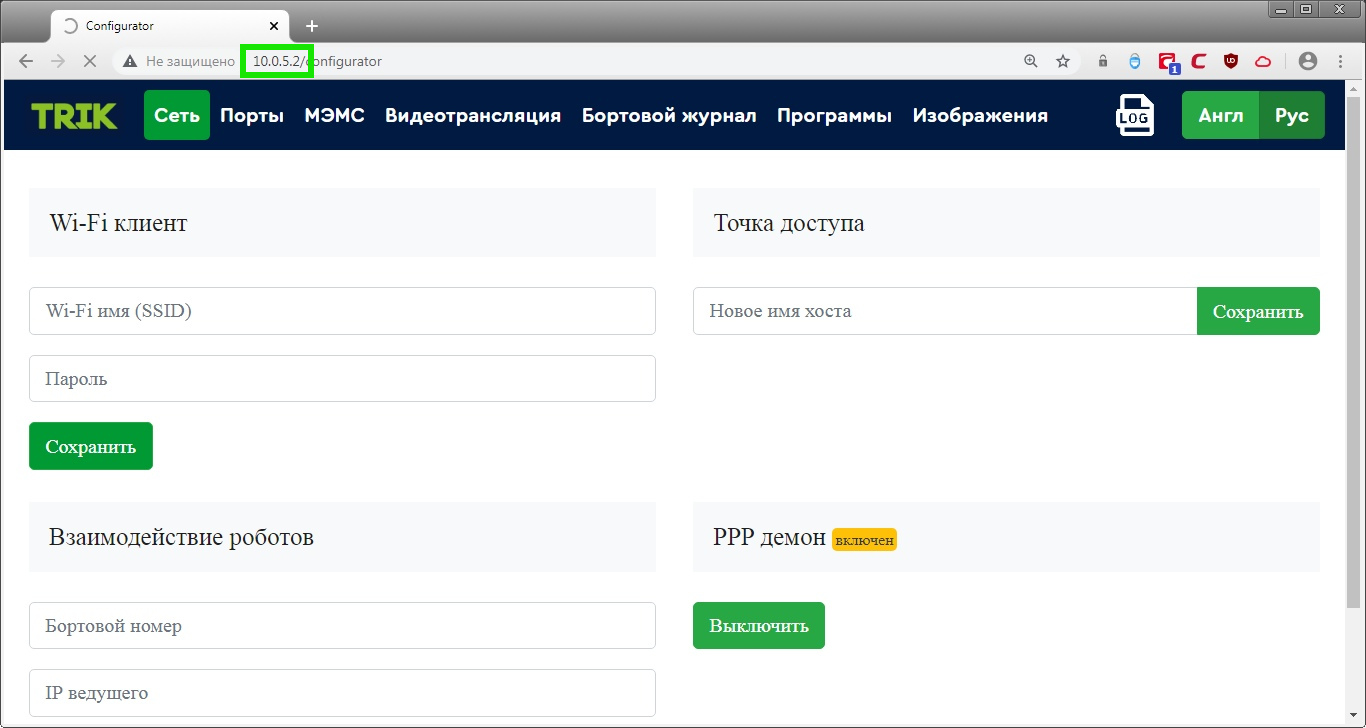 Configurator
Не защищено 10.0.5.2/configurator
1
TRIK Сеть Порты МЭМС Видеотрансляция Бортовой журнал Программы Изображения LOG Англ Рус
Wi-Fi клиент
Точка доступа
Wi-Fi имя (SSID)
Новое имя хоста Сохранить
Пароль
Сохранить
Взаимодействие роботов
PPP демон включен
Бортовой номер
Выключить
IP ведущего